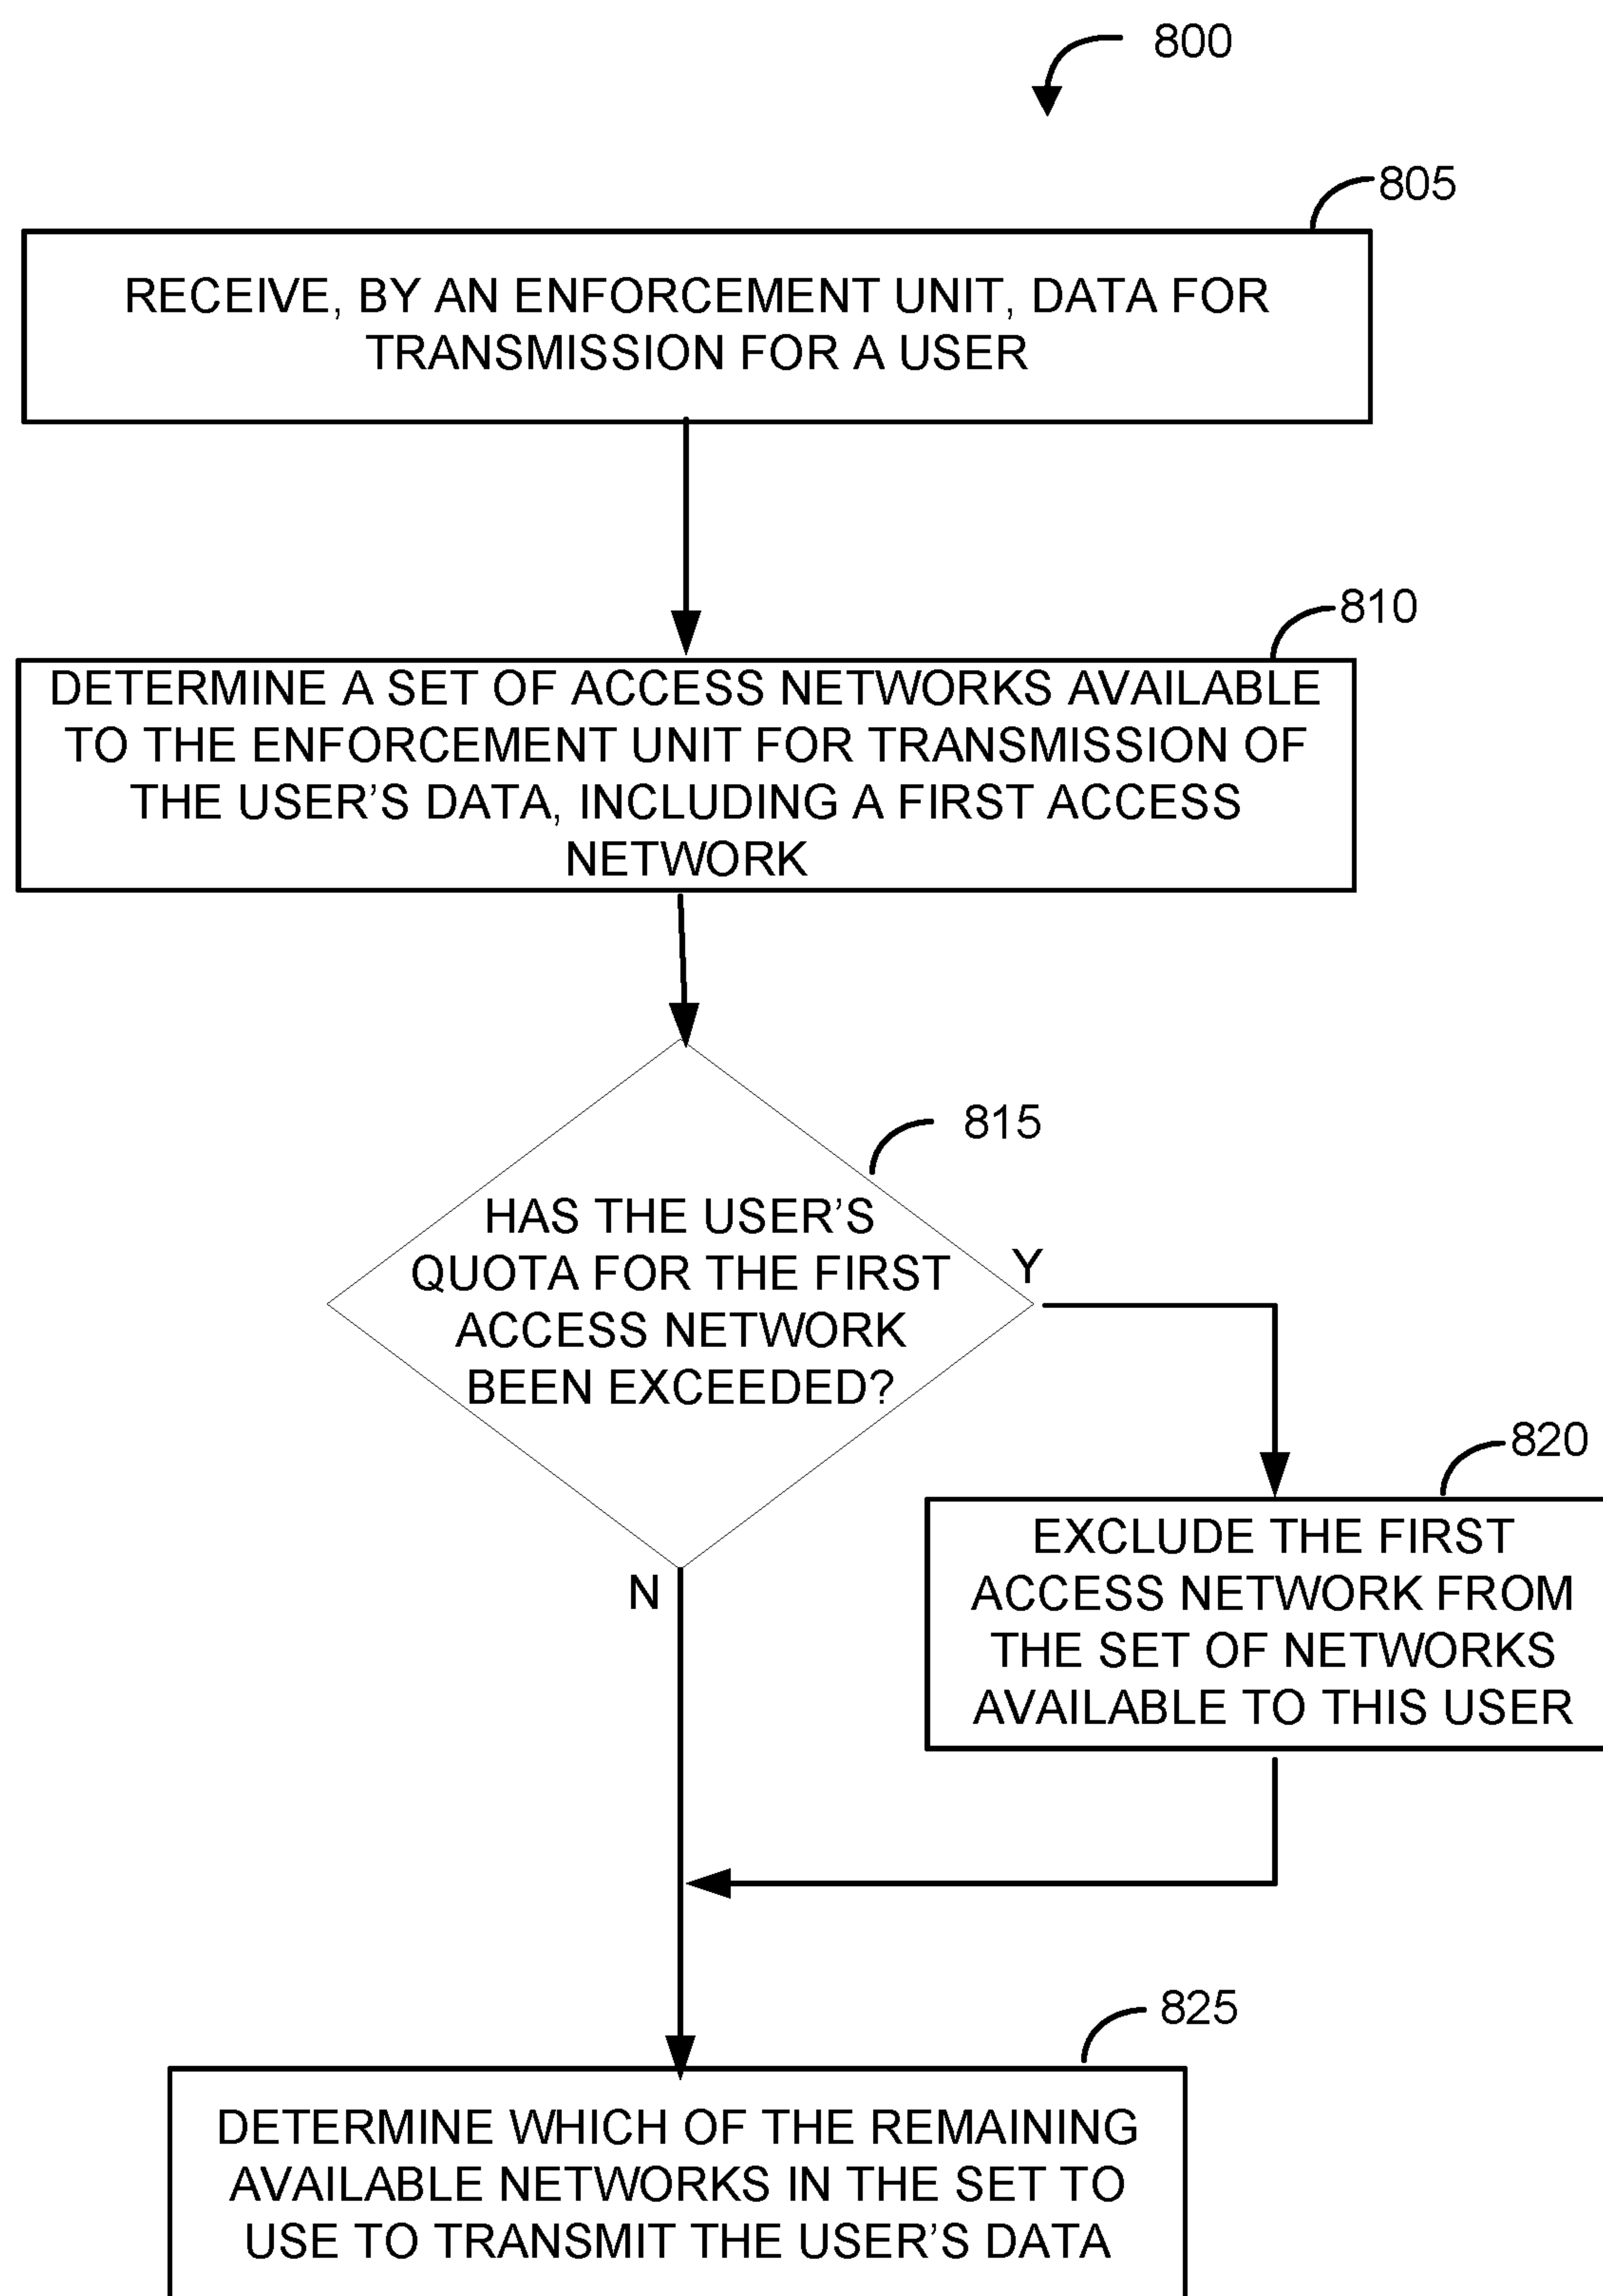 800
805
RECEIVE, BY AN ENFORCEMENT UNIT, DATA FOR
TRANSMISSION FOR A USER
810
DETERMINE A SET OF ACCESS NETWORKS AVAILABLE
TO THE ENFORCEMENT UNIT FOR TRANSMISSION OF
THE USER’S DATA, INCLUDING A FIRST ACCESS
NETWORK
815
HAS THE USER’S
QUOTA FOR THE FIRST
ACCESS NETWORK
BEEN EXCEEDED?
Y
N
820
EXCLUDE THE FIRST
ACCESS NETWORK FROM
THE SET OF NETWORKS
AVAILABLE TO THIS USER
825
DETERMINE WHICH OF THE REMAINING
AVAILABLE NETWORKS IN THE SET TO
USE TO TRANSMIT THE USER’S DATA